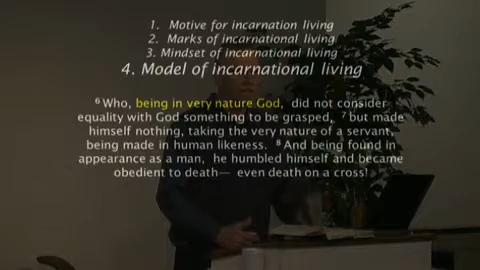 1. Motive for incarnation living
2. Marks of incarnational living
3. Mindset of incarnational living
4. Model of incarnational living
6 Who, being in very nature God, did not consider
equality with God something to be grasped, 7 but made
himself nothing, taking the very nature of a servant,
being made in human likeness. 8 And being found in
appearance as a man, he humbled himself and became
obedient to death— even death on a cross!